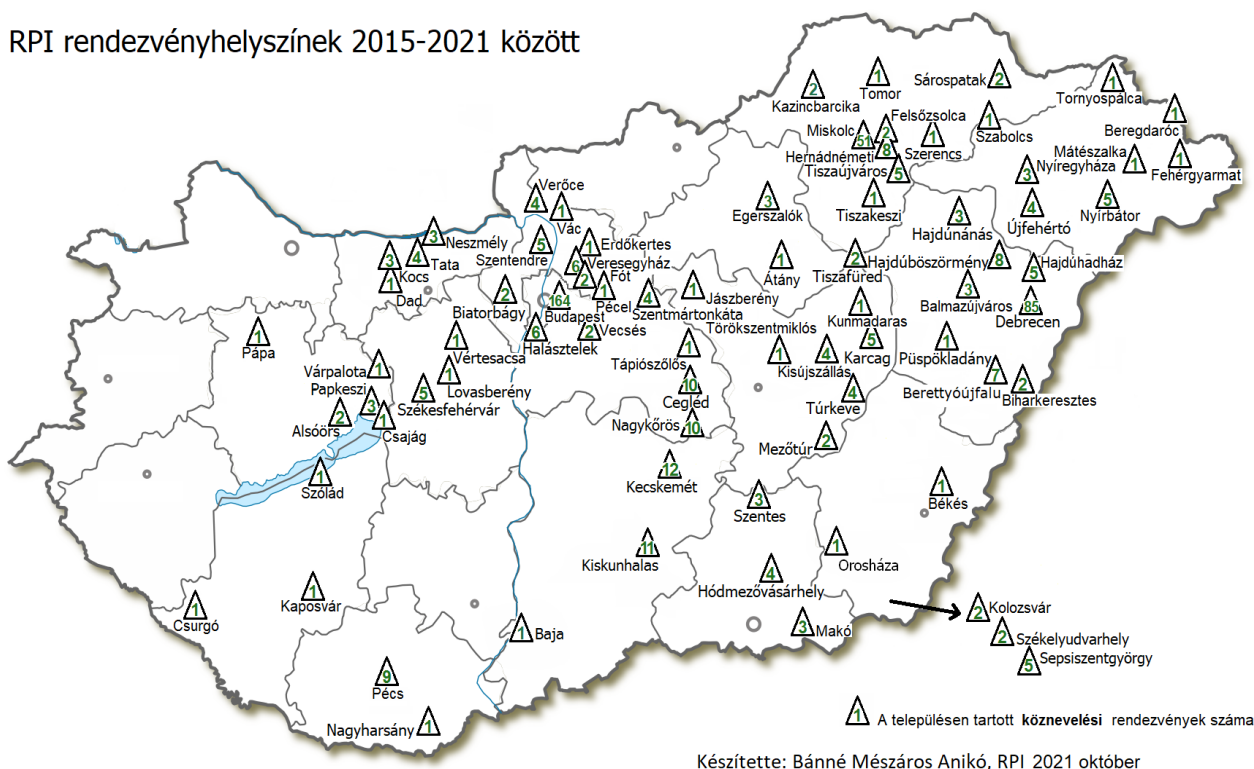 RPI rendezvényhelyszínek 2015-2021 között
2
Kazincbarcika
1
Tomor
Sárospatak
2
1
Tornyospálca
1
Beregdaróc
Felsőzsolca
2
Miskolc
51
Hernádnémeti
8
Tiszaújváros
5
1
Szerencs
1
Szabolcs
Mátészalka
1
Nyíregyháza
3
1
Fehérgyarmat
Verőce
4
1
Vác
3
Egerszalók
1
Tiszakeszi
3
Hajdúnánás
4
Újfehértó
5
Nyírbátor
3
Neszmély
4
Tata
3
Kocs
1
Dad
5
Szentendre
1
Erdőkertes
6
Veresegyház
2
Fót
1
Pécel
1
Átány
2
Tiszafüred
Hajdúböszörmény
8
5
Hajdúhadház
2
Biatorbágy
164
Budapest
4
Szentmártonkáta
1
Jászberény
3
Balmazújváros
85
Debrecen
1
Pápa
1
Vértesacsa
6
Halásztelek
2
Vecsés
Törökszentmiklós
1
1
Kunmadaras
5
Karcag
4
Kisújszállás
1
Püspökladány
Várpalota
1
Papkeszi
3
1
Lovasberény
5
Székesfehérvár
1
Tápiószőlős
10
Cegléd
4
Túrkeve
7
Berettyóújfalu
2
Biharkeresztes
2
Alsóörs
1
Csajág
Nagykőrös
10
Mezőtúr
2
1
Szólád
12
Kecskemét
3
Szentes
1
Békés
11
Kiskunhalas
4
Hódmezővásárhely
1
Orosháza
1
Csurgó
1
Kaposvár
1
Baja
3
Makó
2
Kolozsvár
2
Székelyudvarhely
5
Sepsiszentgyörgy
9
Pécs
Nagyharsány
1
1
A településen tartott köznevelési rendezvények száma
Készítette: Bánné Mészáros Anikó, RPI 2021 október